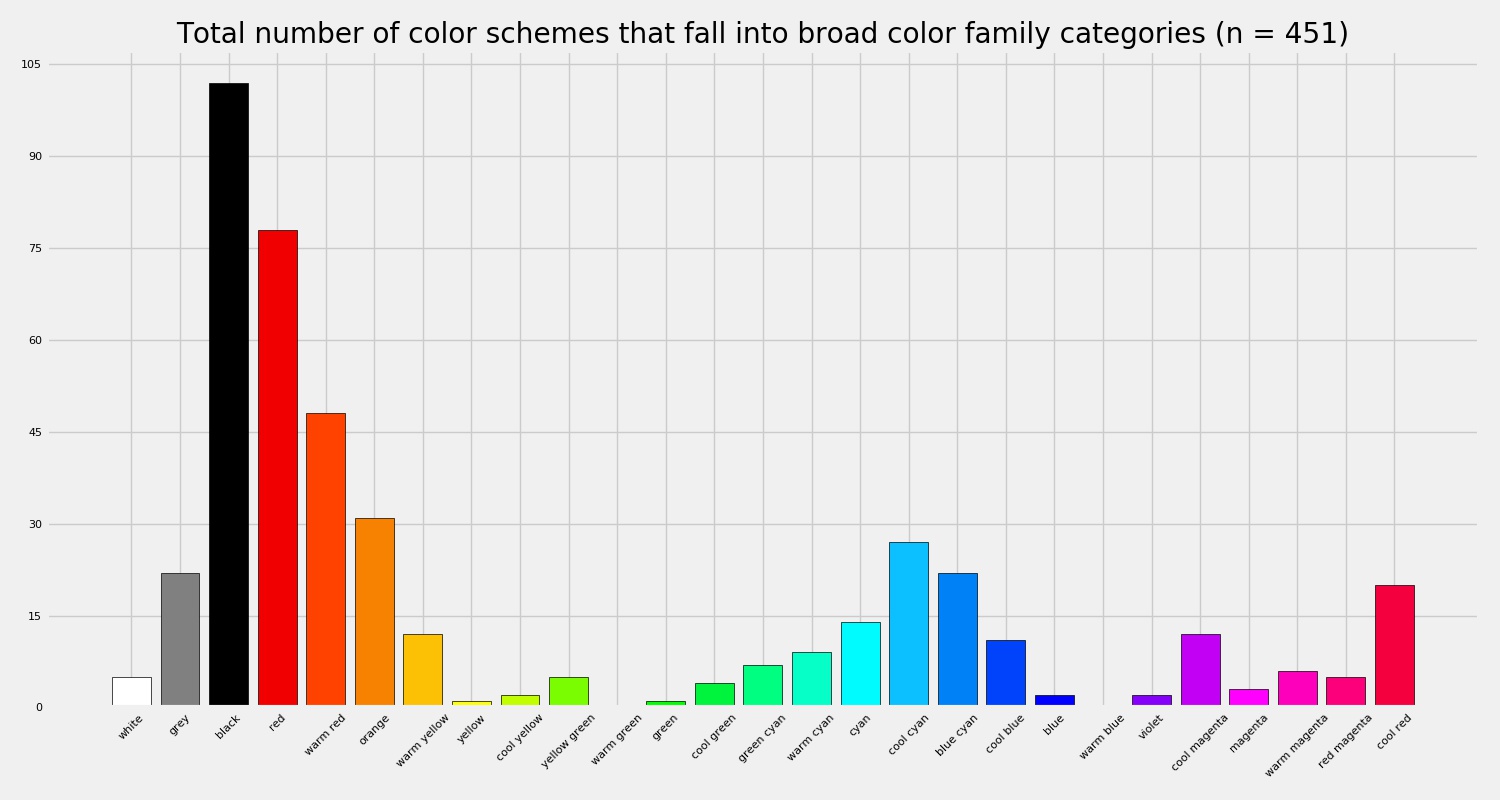 Total number of color schemes that fall into broad color family categories (n = 451)
105
90
75
60
45
30
15
0
white
grey
black
red
warm red
orange
warm yellow
yellow
cool yellow
yellow green
warm green
green
cool green
green cyan
warm cyan
cyan
cool cyan
blue cyan
cool blue
blue
warm blue
violet
cool magenta
magenta
warm magenta
red magenta
cool red